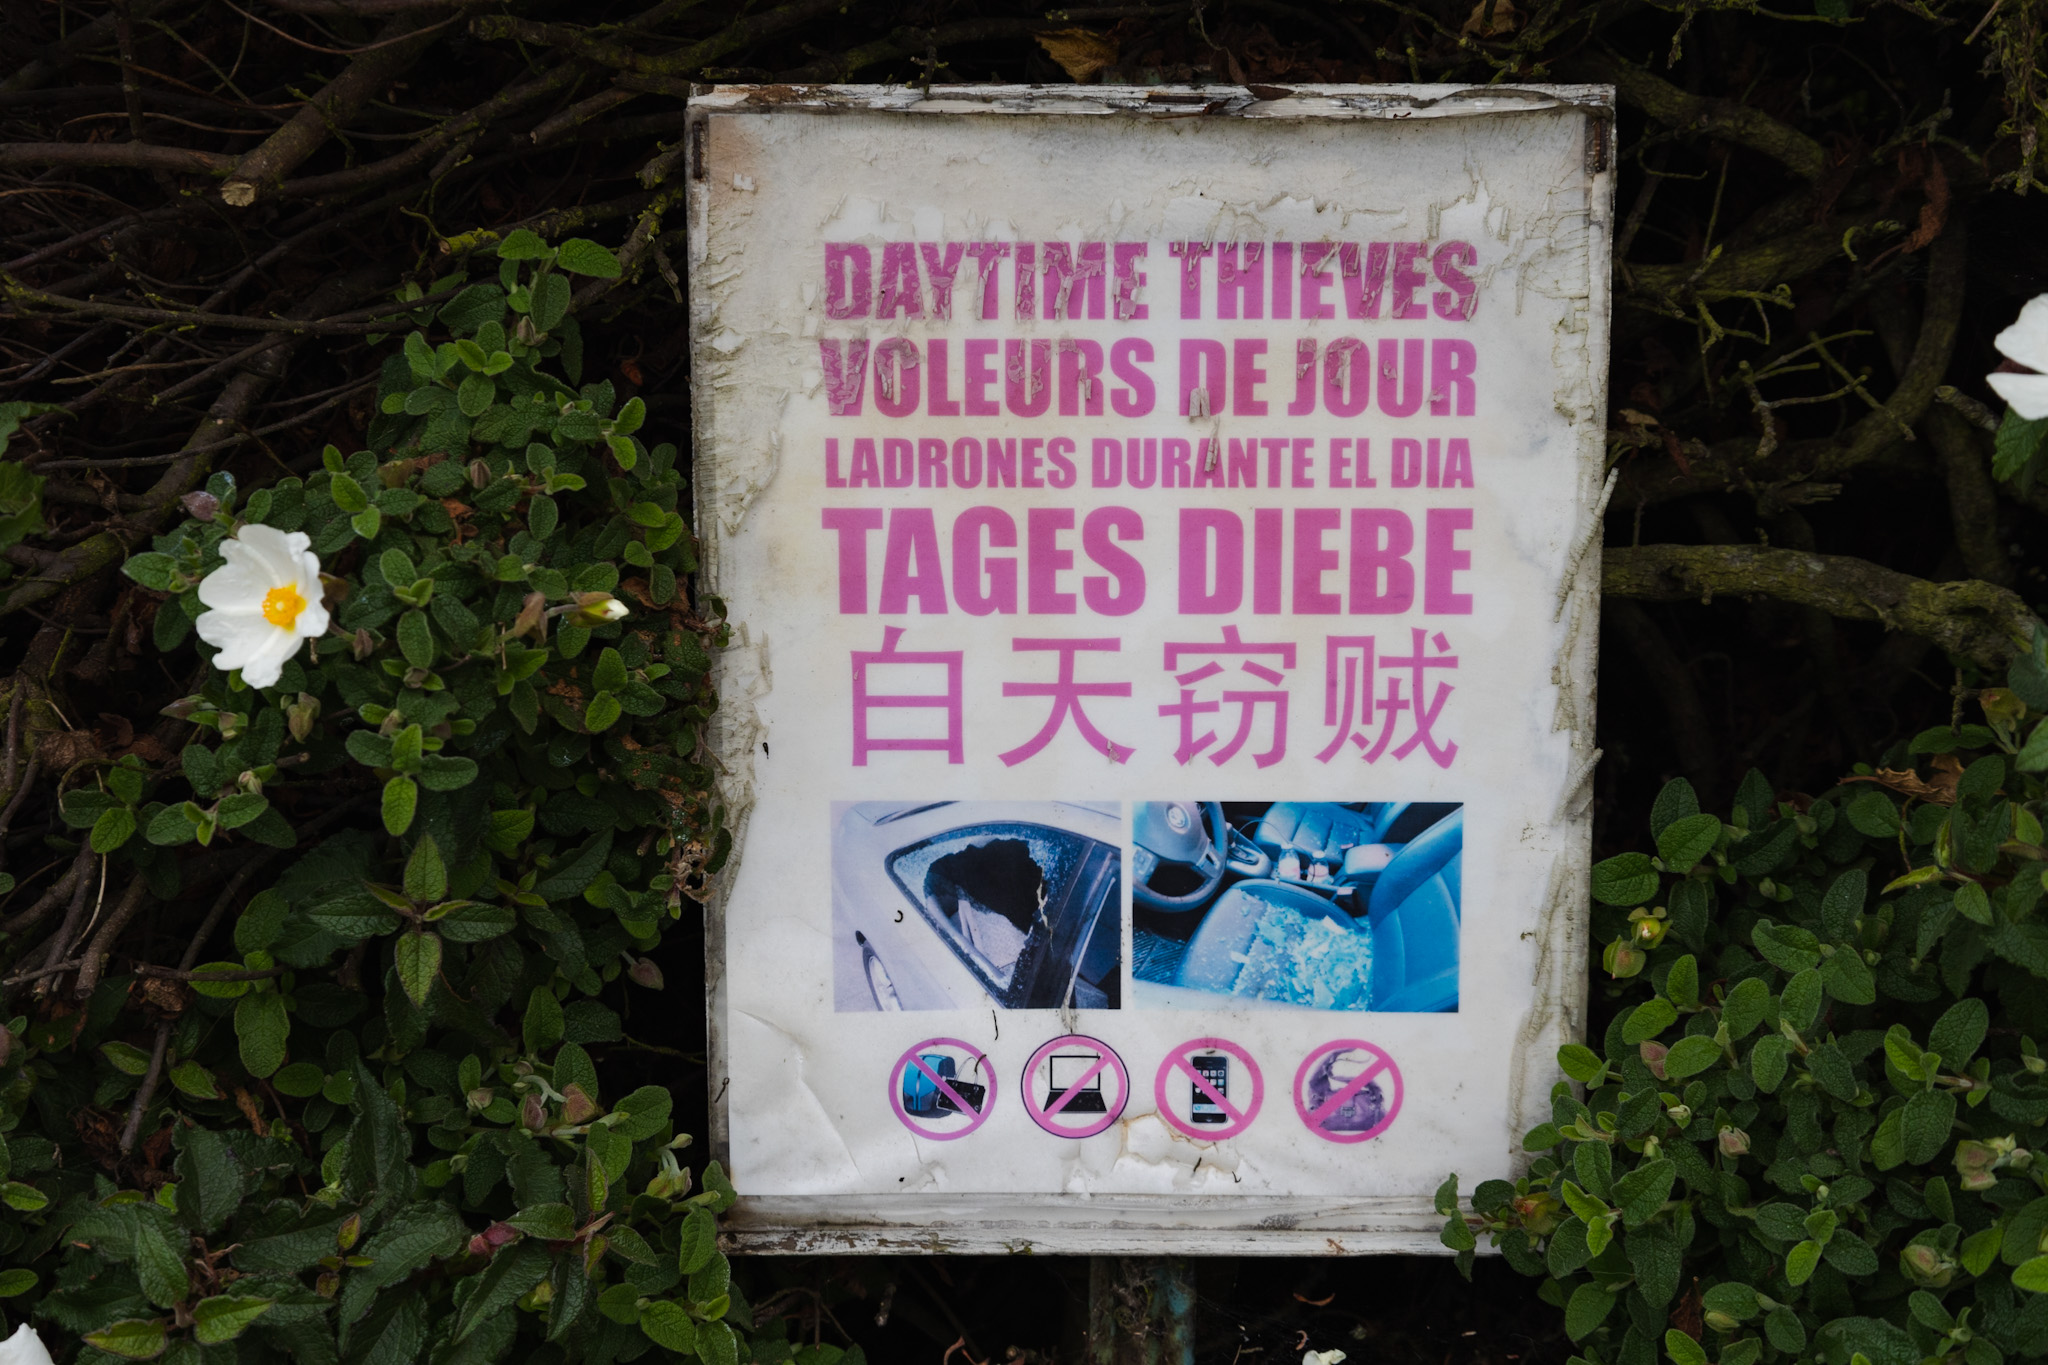 DAYTIME THIEVES
VOLEURS DE JOUR
LADRONES DURANTE EL DIA
TAGES DIEBE
白天窃贼